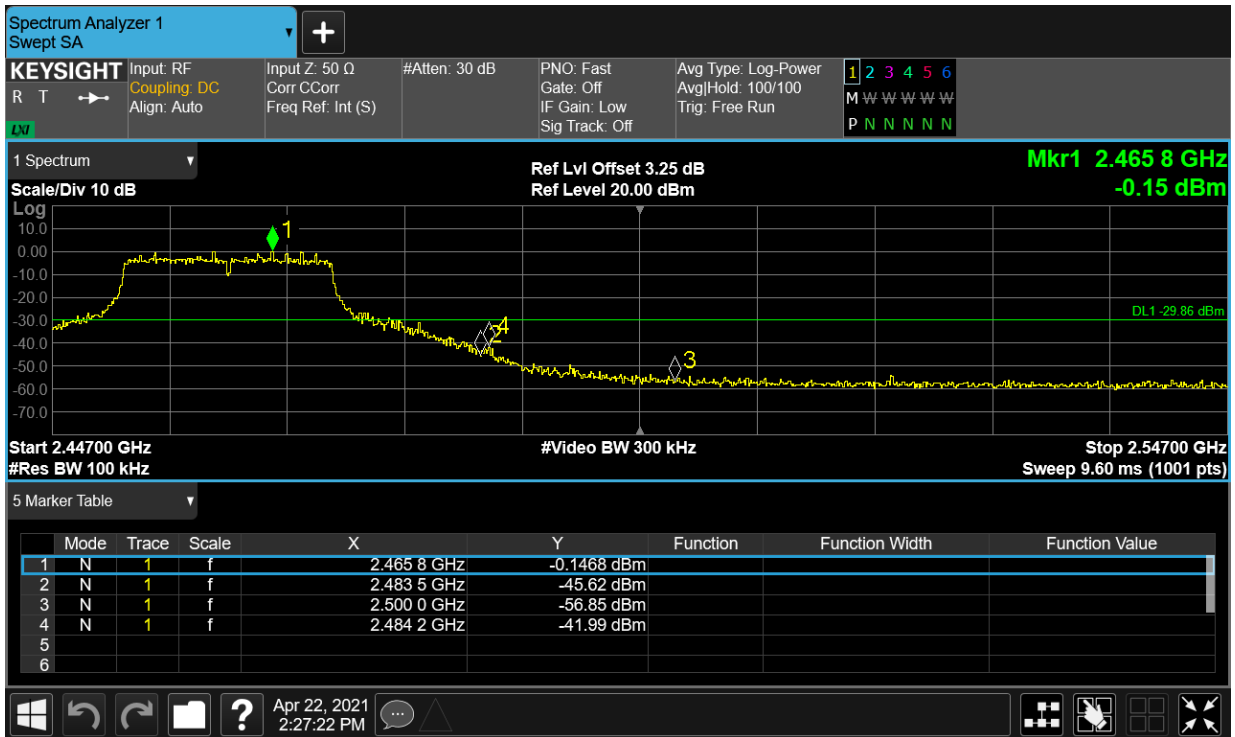 Spectrum Analyzer 1
Swept SA
+
KEYSIGHT
R T
LXI
Input: RF
Coupling: DC
Align: Auto
Input Z: 50 Ω
Corr CCorr
Freq Ref: Int (S)
#Atten: 30 dB
PNO: Fast
Gate: Off
IF Gain: Low
Sig Track: Off
Avg Type: Log-Power
Avg|Hold: 100/100
Trig: Free Run
1 2 3 4 5 6
M W W W W W
P N N N N N
1 Spectrum
Scale/Div 10 dB
Ref Lvl Offset 3.25 dB
Ref Level 20.00 dBm
Mkr1 2.465 8 GHz
-0.15 dBm
Log
10.0
0.00
-10.0
-20.0
-30.0
-40.0
-50.0
-60.0
-70.0
1
2
4
3
DL1 -29.86 dBm
Start 2.44700 GHz
#Res BW 100 kHz
#Video BW 300 kHz
Stop 2.54700 GHz
Sweep 9.60 ms (1001 pts)
5 Marker Table
Mode Trace Scale X Y Function Function Width Function Value
1 N 1 f 2.465 8 GHz -0.1468 dBm
2 N 1 f 2.483 5 GHz -45.62 dBm
3 N 1 f 2.500 0 GHz -56.85 dBm
4 N 1 f 2.484 2 GHz -41.99 dBm
5
6
?
Apr 22, 2021
2:27:22 PM